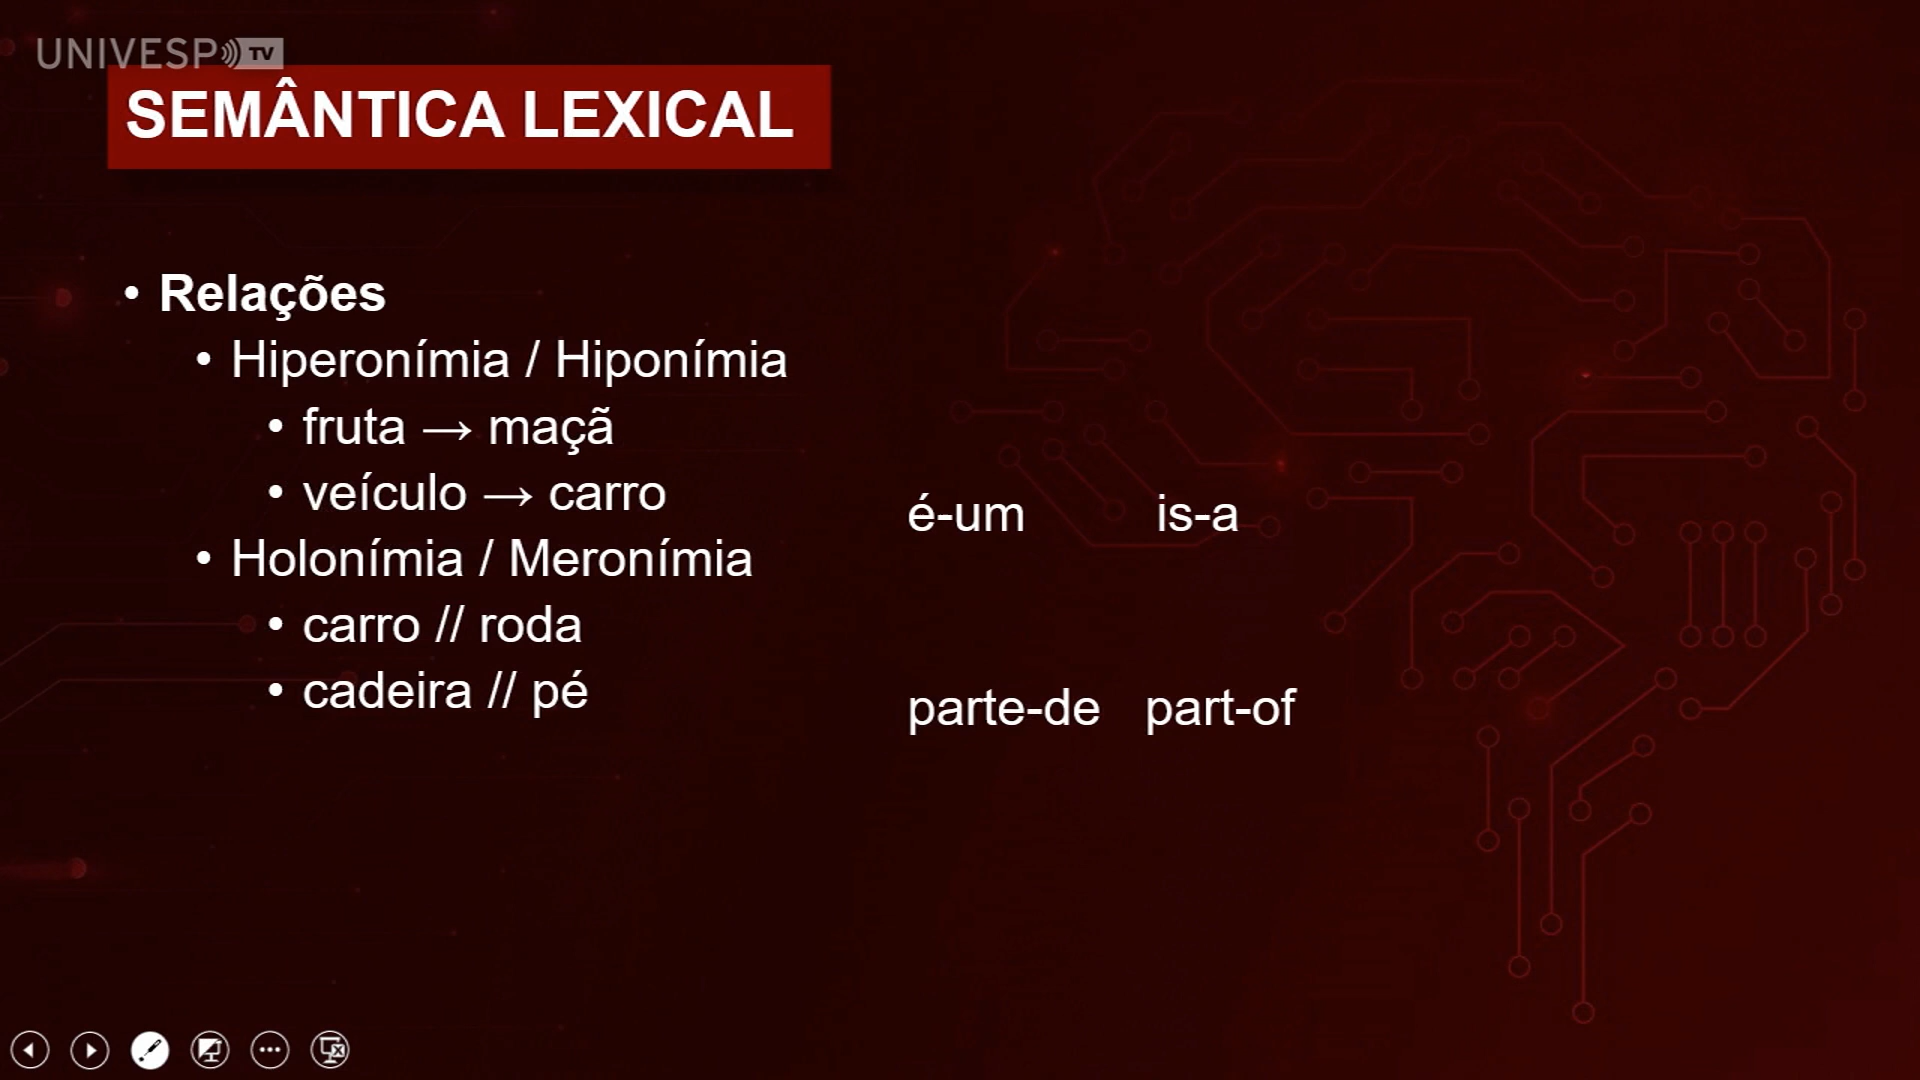 UNIVESP TV
SEMÂNTICA LEXICAL
• Relações
• Hiperonímia / Hiponímia
• fruta → maçã
• veículo → carro
é-um is-a
• Holonímia / Meronímia
• carro // roda
• cadeira // pé
parte-de part-of